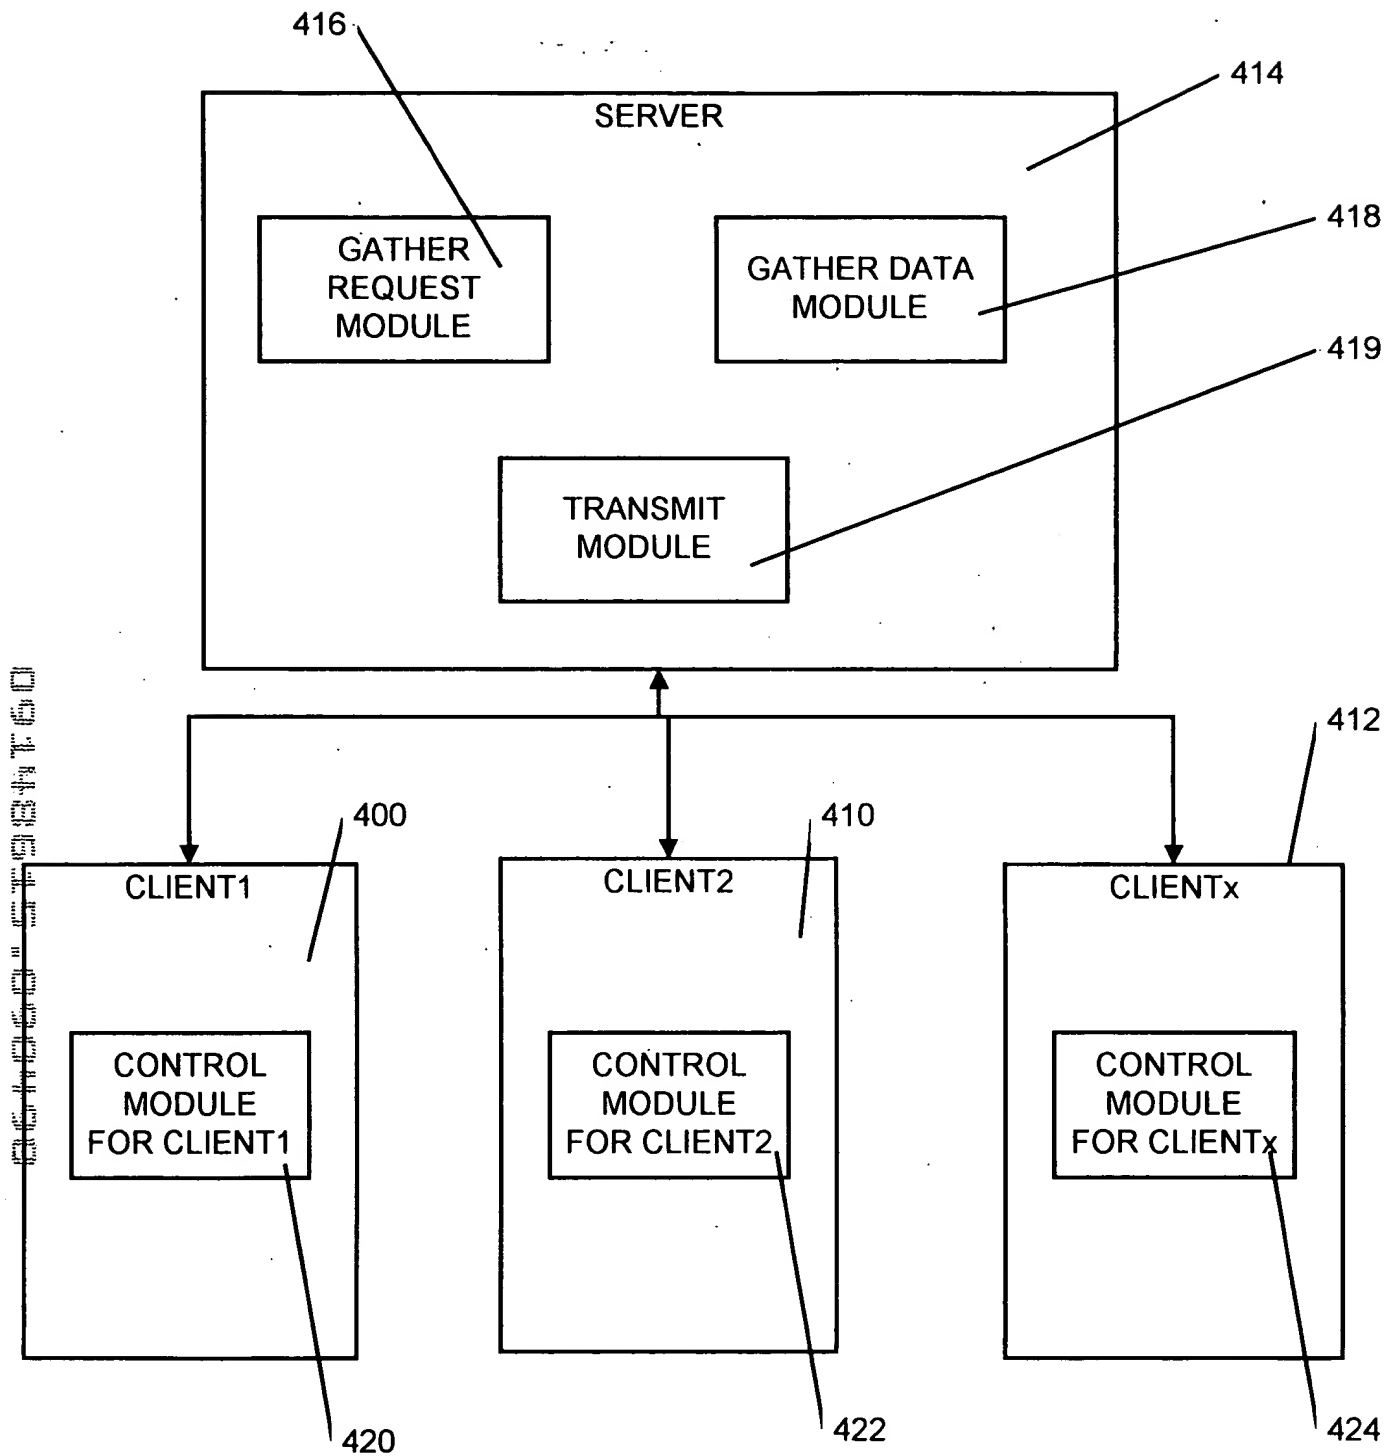 416
414
SERVER
418
GATHER
REQUEST
MODULE
GATHER DATA
MODULE
419
TRANSMIT
MODULE
412
400
410
CLIENT1
CLIENT2
CLIENTx
CONTROL
MODULE
FOR CLIENT1
CONTROL
MODULE
FOR CLIENT2
CONTROL
MODULE
FOR CLIENTx
420
422
424